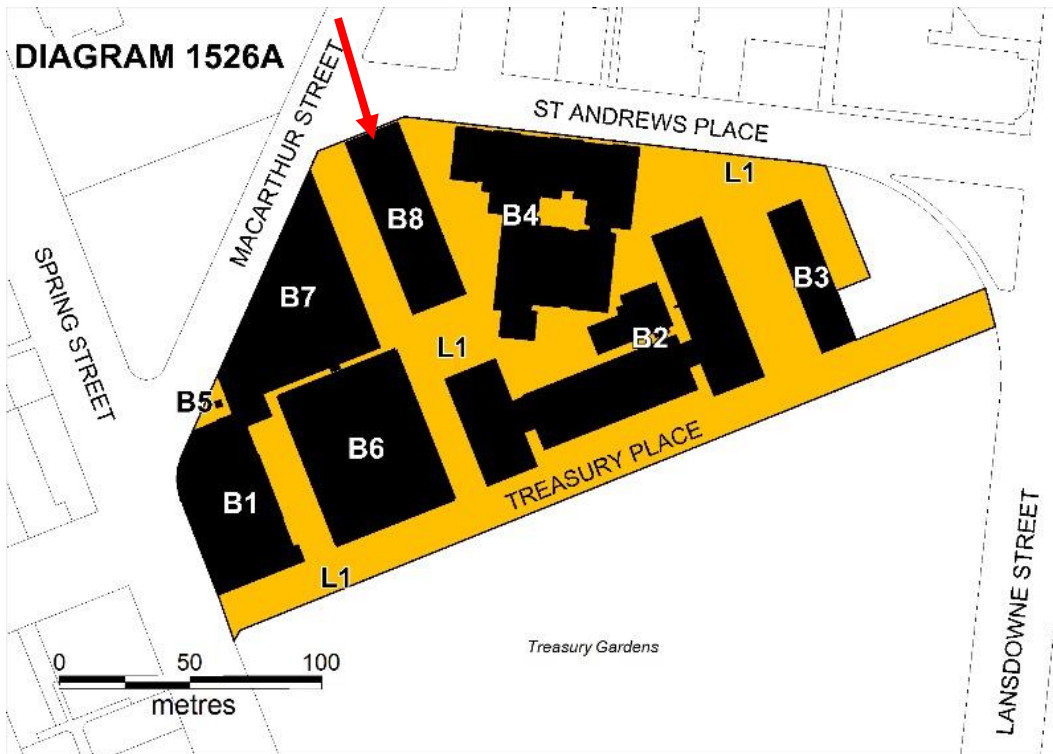 DIAGRAM 1526A
MACARTHUR STREET
ST ANDREWS PLACE
L1
B8
B4
SPRING STREET
B7
B3
L1
B2
B5
B6
TREASURY PLACE
B1
L1
LANSDOWNE STREET
Treasury Gardens
0 50 100
metres